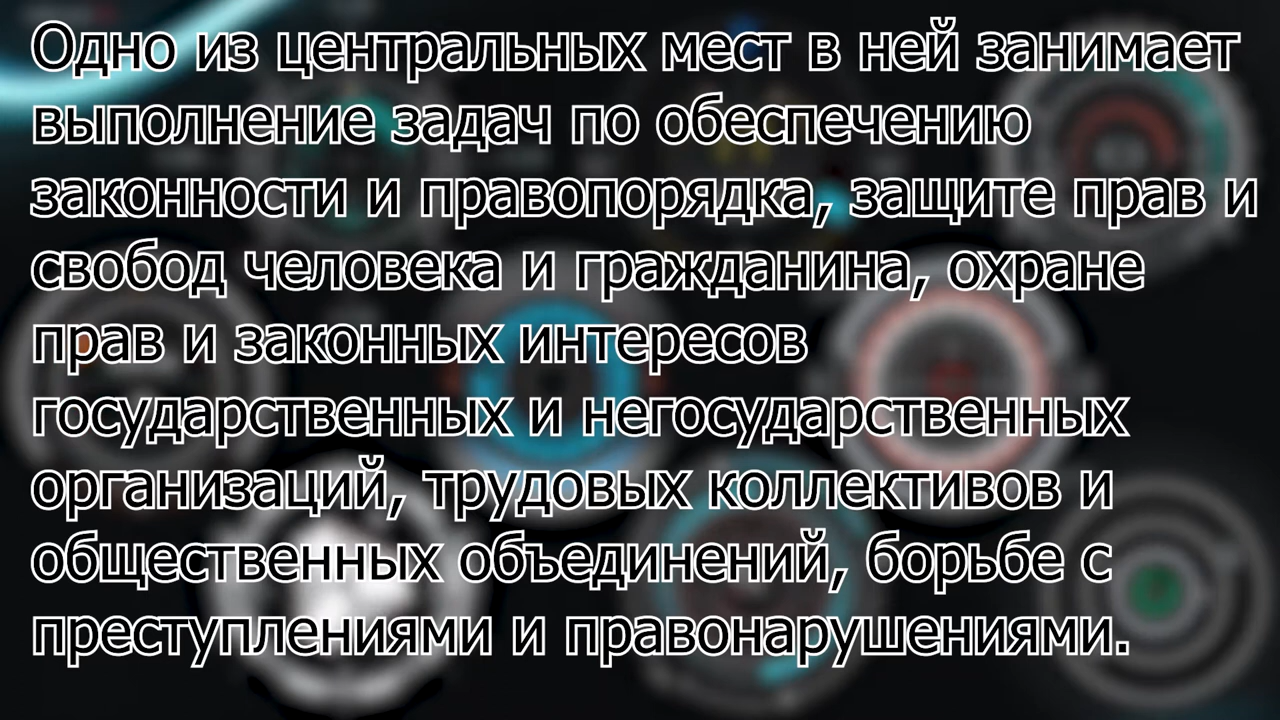 Одно из центральных мест в ней занимает
выполнение задач по обеспечению
законности и правопорядка, защите прав и
свобод человека и гражданина, охране
прав и законных интересов
государственных и негосударственных
организаций, трудовых коллективов и
общественных объединений, борьбе с
преступлениями и правонарушениями.